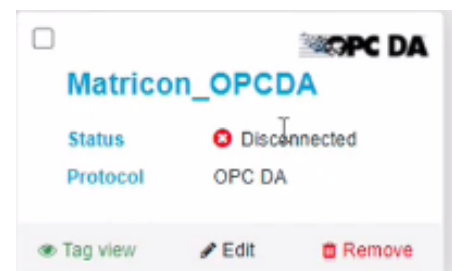 OPC DA
Matricon_OPCDA
Status Disconnected
Protocol OPC DA
Tag view Edit Remove